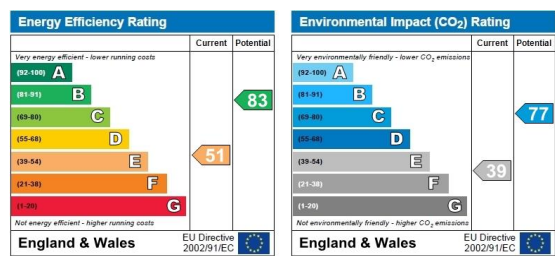 Energy Efficiency Rating
Current Potential
Very energy efficient - lower running costs
(92-100) A
(81-91) B
83
(69-80) C
(55-68) D
(39-54) E
51
(21-38) F
(1-20) G
Not energy efficient - higher running costs
England & Wales
EU Directive
2002/91/EC
Environmental Impact (CO₂) Rating
Current Potential
Very environmentally friendly - lower CO₂ emissions
(92-100) A
(81-91) B
(69-80) C
77
(55-68) D
(39-54) E
39
(21-38) F
(1-20) G
Not environmentally friendly - higher CO₂ emissions
England & Wales
EU Directive
2002/91/EC